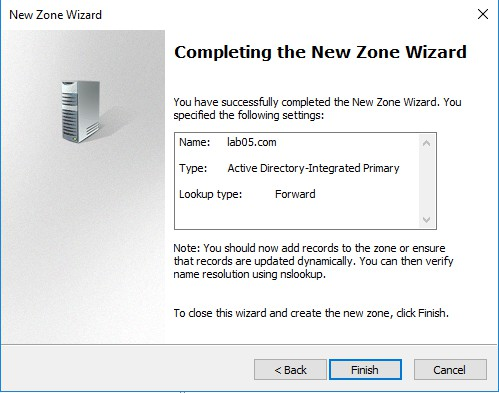 New Zone Wizard
Completing the New Zone Wizard
You have successfully completed the New Zone Wizard. You
specified the following settings:
Name: lab05.com
Type: Active Directory-Integrated Primary
Lookup type: Forward
Note: You should now add records to the zone or ensure
that records are updated dynamically. You can then verify
name resolution using nslookup.
To close this wizard and create the new zone, click Finish.
< Back Finish Cancel